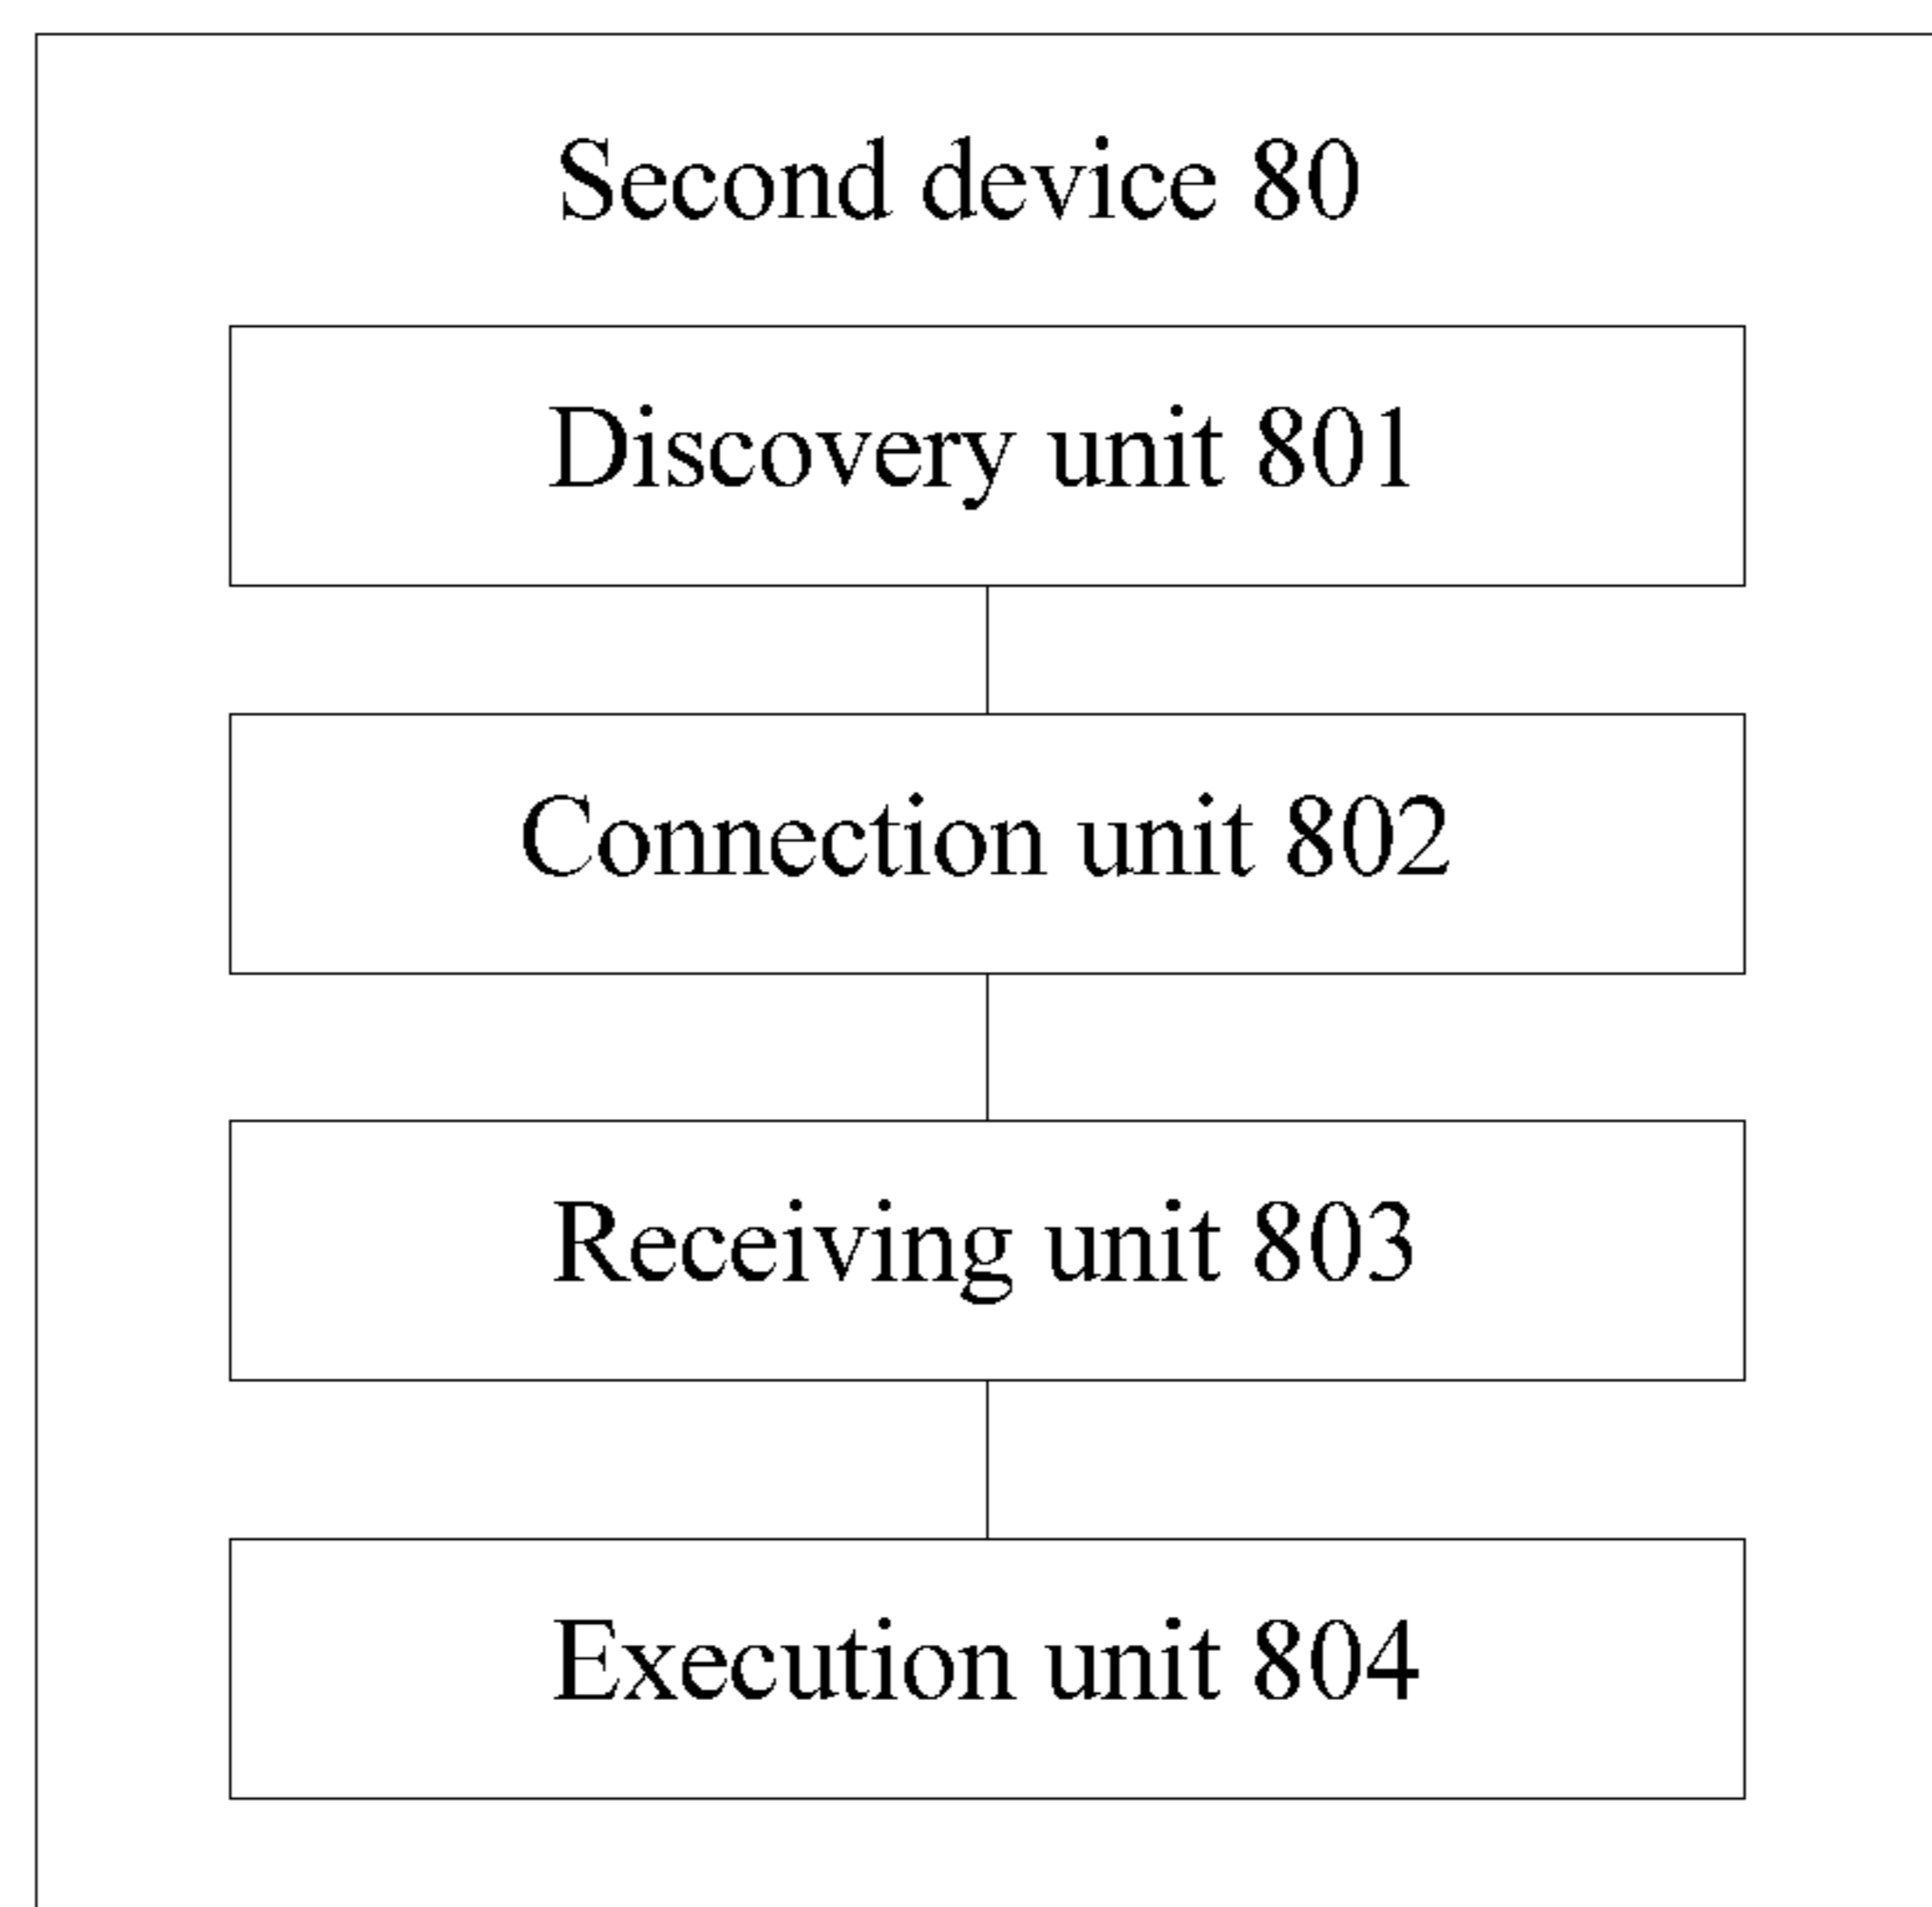 Second device 80
Discovery unit 801
Connection unit 802
Receiving unit 803
Execution unit 804